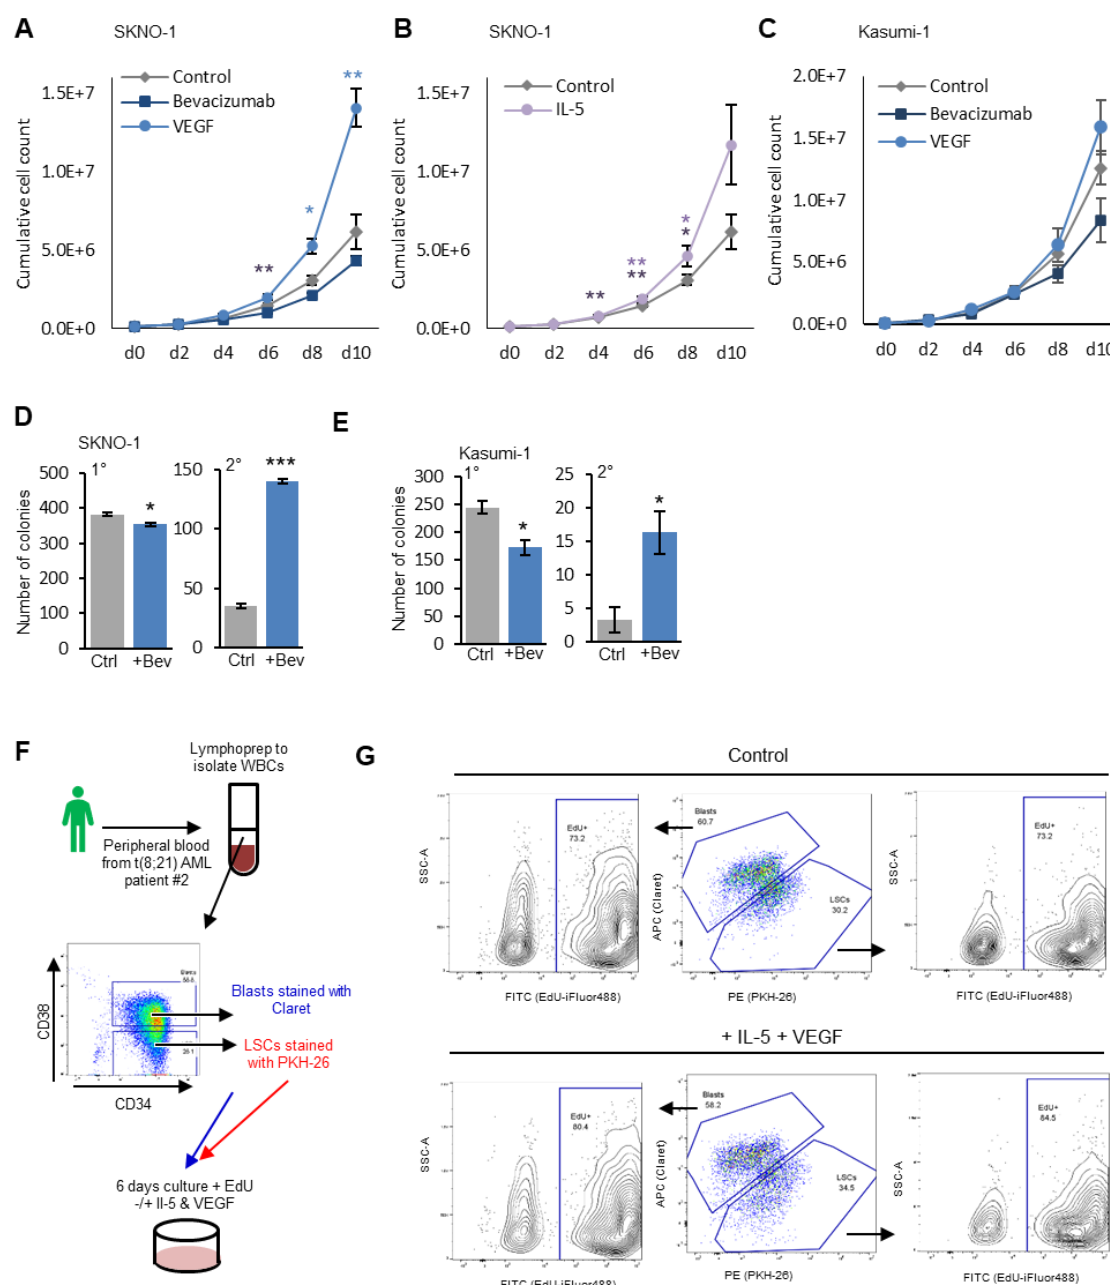 A
SKNO-1
Control
Bevacizumab
VEGF
**
*
**
Cumulative cell count
1.5E+7
1.0E+7
5.0E+6
0.0E+0
d0 d2 d4 d6 d8 d10
B
SKNO-1
Control
IL-5
*
*
**
**
**
Cumulative cell count
1.5E+7
1.0E+7
5.0E+6
0.0E+0
d0 d2 d4 d6 d8 d10
C
Kasumi-1
Control
Bevacizumab
VEGF
Cumulative cell count
2.0E+7
1.5E+7
1.0E+7
5.0E+6
0.0E+0
d0 d2 d4 d6 d8 d10
D
SKNO-1
Number of colonies
500
400
300
200
100
0
1°
*
Ctrl +Bev
150
100
50
0
2°
***
Ctrl +Bev
E
Kasumi-1
Number of colonies
300
250
200
150
100
50
0
1°
*
Ctrl +Bev
25
20
15
10
5
0
2°
*
Ctrl +Bev
F
Lymphoprep to
isolate WBCs
Peripheral blood
from t(8;21) AML
patient #2
CD38
CD34
Blasts
Blasts stained with
Claret
LSCs stained
with PKH-26
6 days culture + EdU
-/+ Il-5 & VEGF
G
Control
SSC-A
EdU+
73.2
FITC (EdU-iFluor488)
APC (Claret)
Blasts
60.7
LSCs
30.2
PE (PKH-26)
SSC-A
EdU+
73.2
FITC (EdU-iFluor488)
+ IL-5 + VEGF
SSC-A
EdU+
80.4
FITC (EdU-iFluor488)
APC (Claret)
Blasts
58.2
LSCs
34.5
PE (PKH-26)
SSC-A
EdU+
84.5
FITC (EdU-iFluor488)